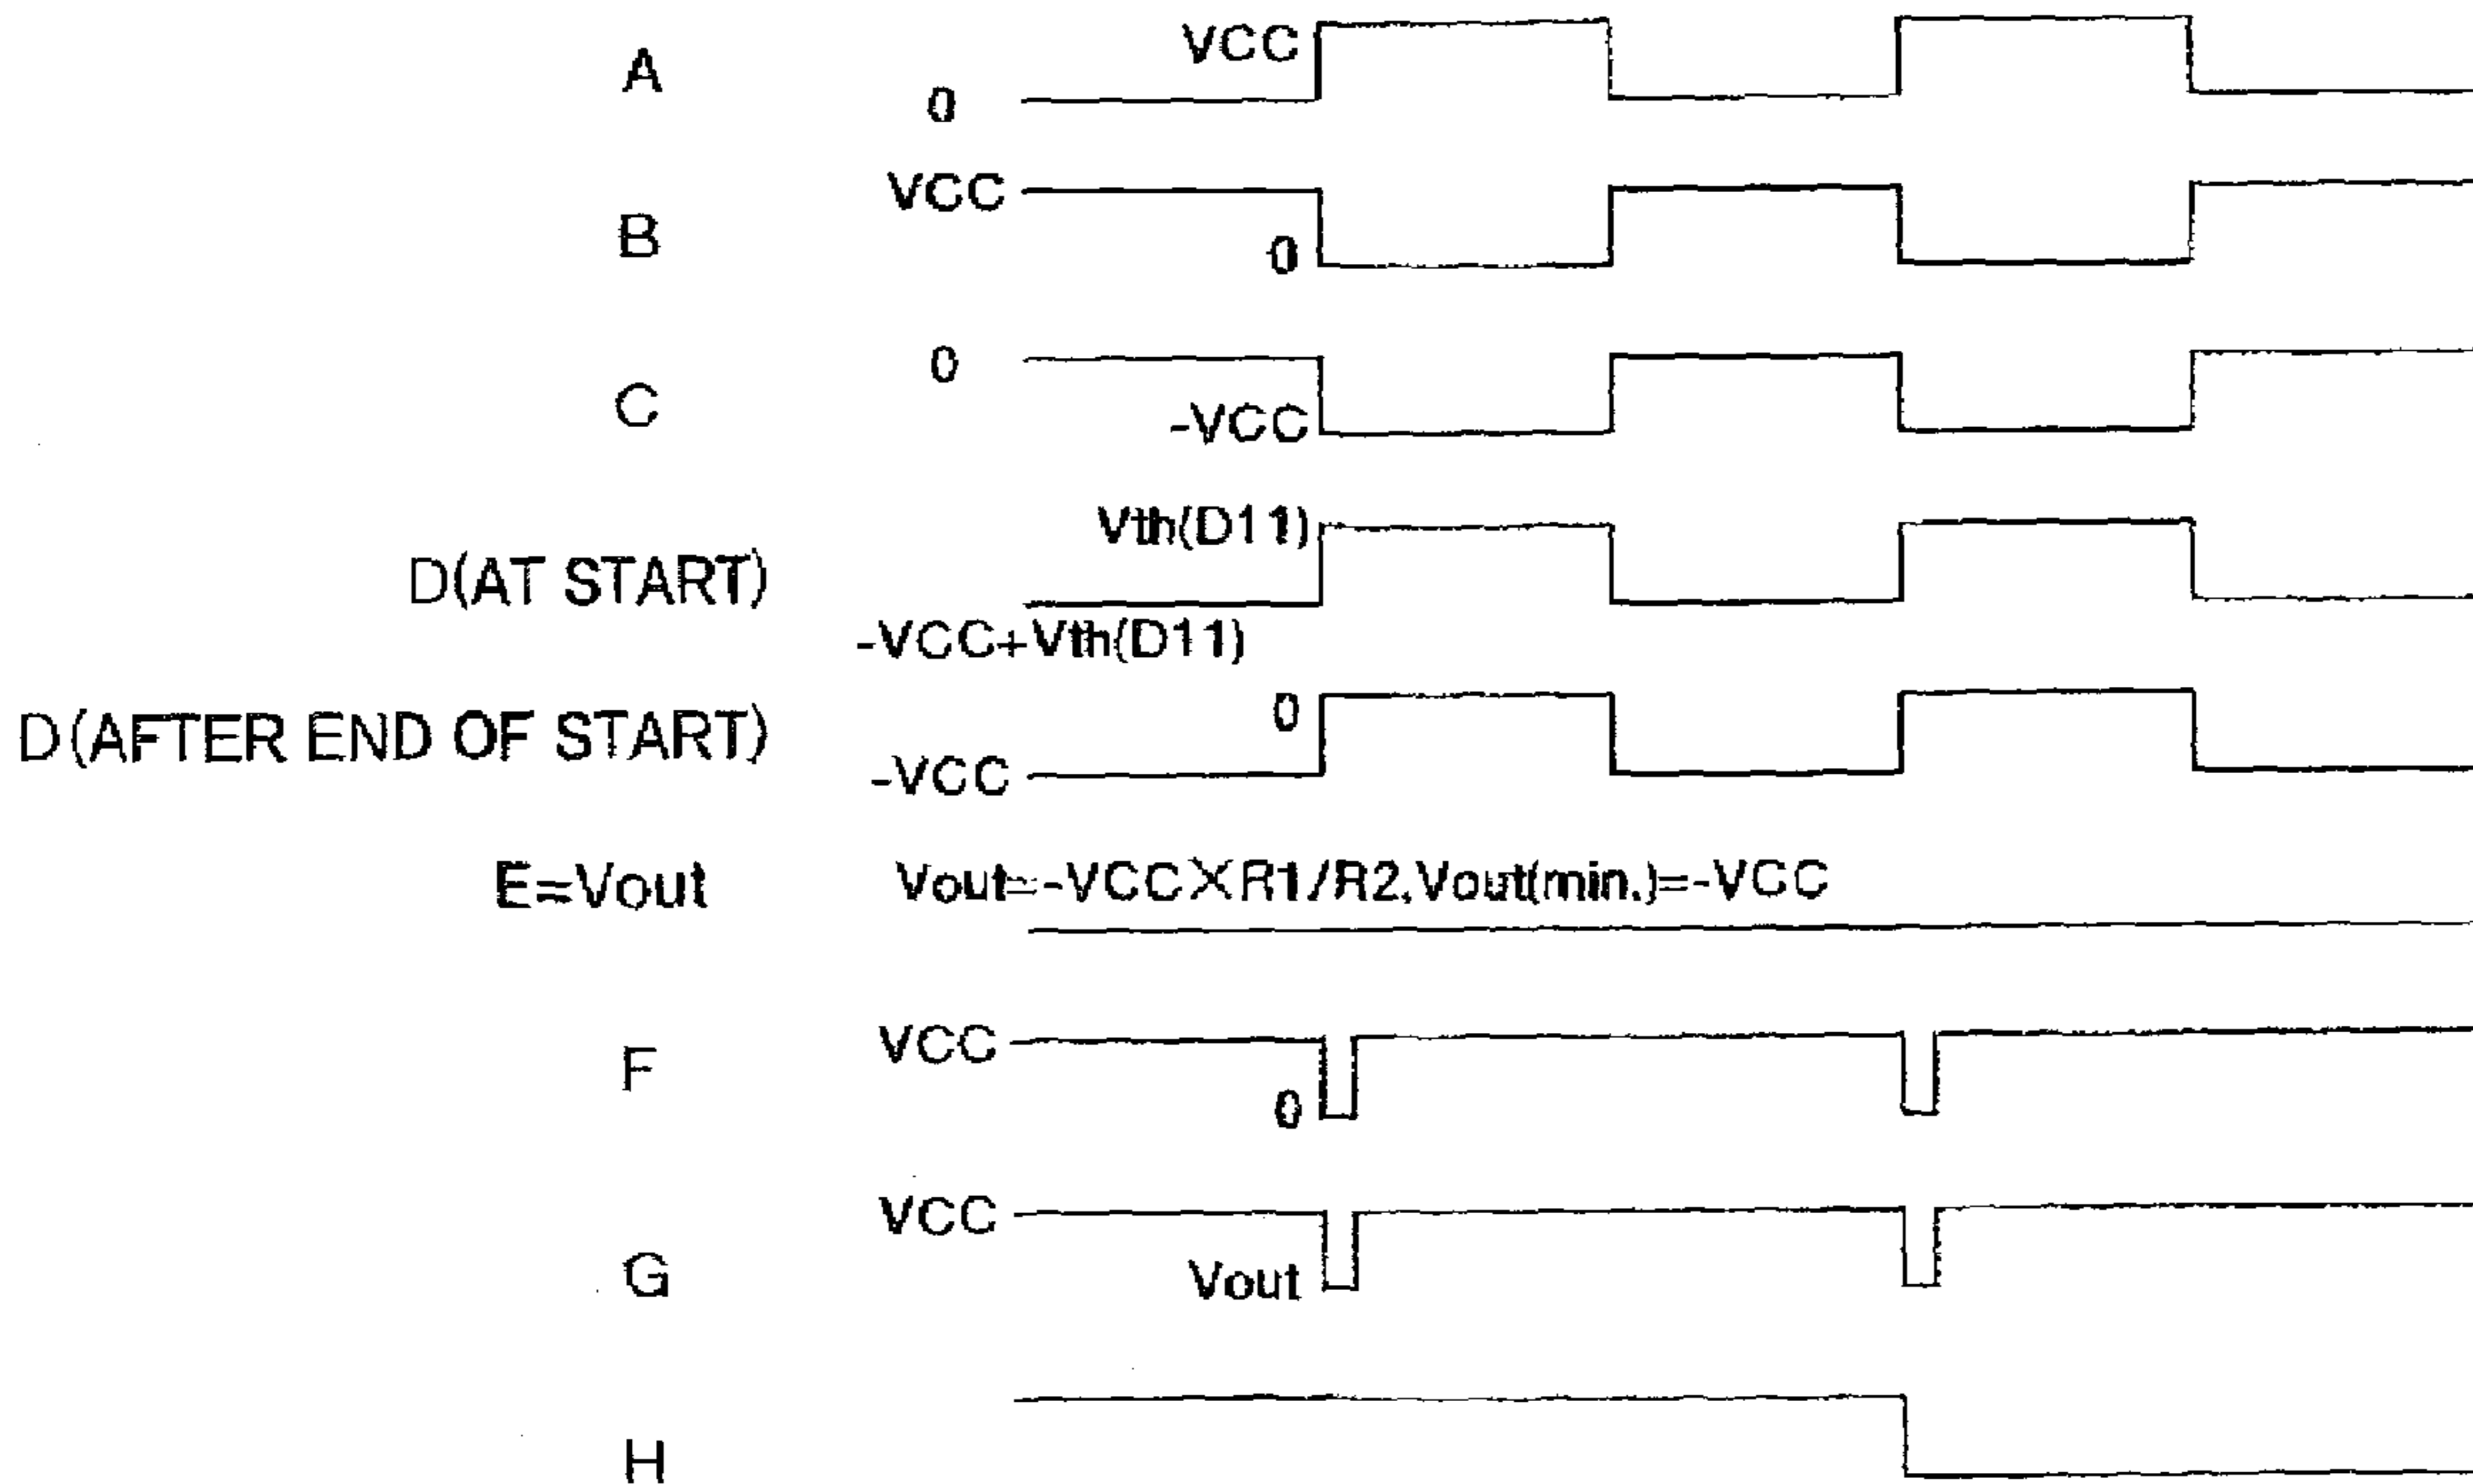 VCC
A
0
VCC
B
0
0
C
-VCC
Vth(D11)
D(AT START)
-VCC+Vth(D11)
0
D(AFTER END OF START)
-VCC
E=Vout Vout=-VCC×R1/R2,Vout(min.)=-VCC
VCC
F
0
VCC
G
Vout
H